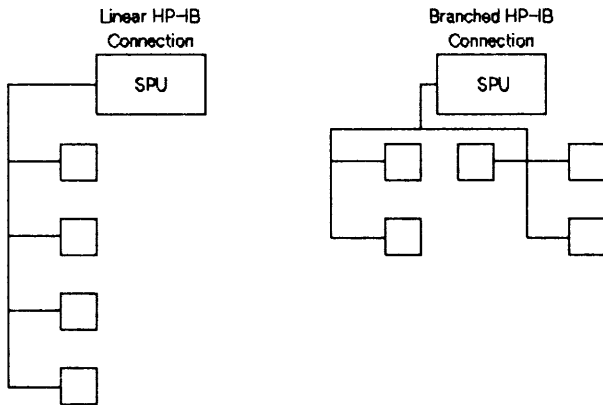 Linear HP-IB
Connection
SPU
Branched HP-IB
Connection
SPU